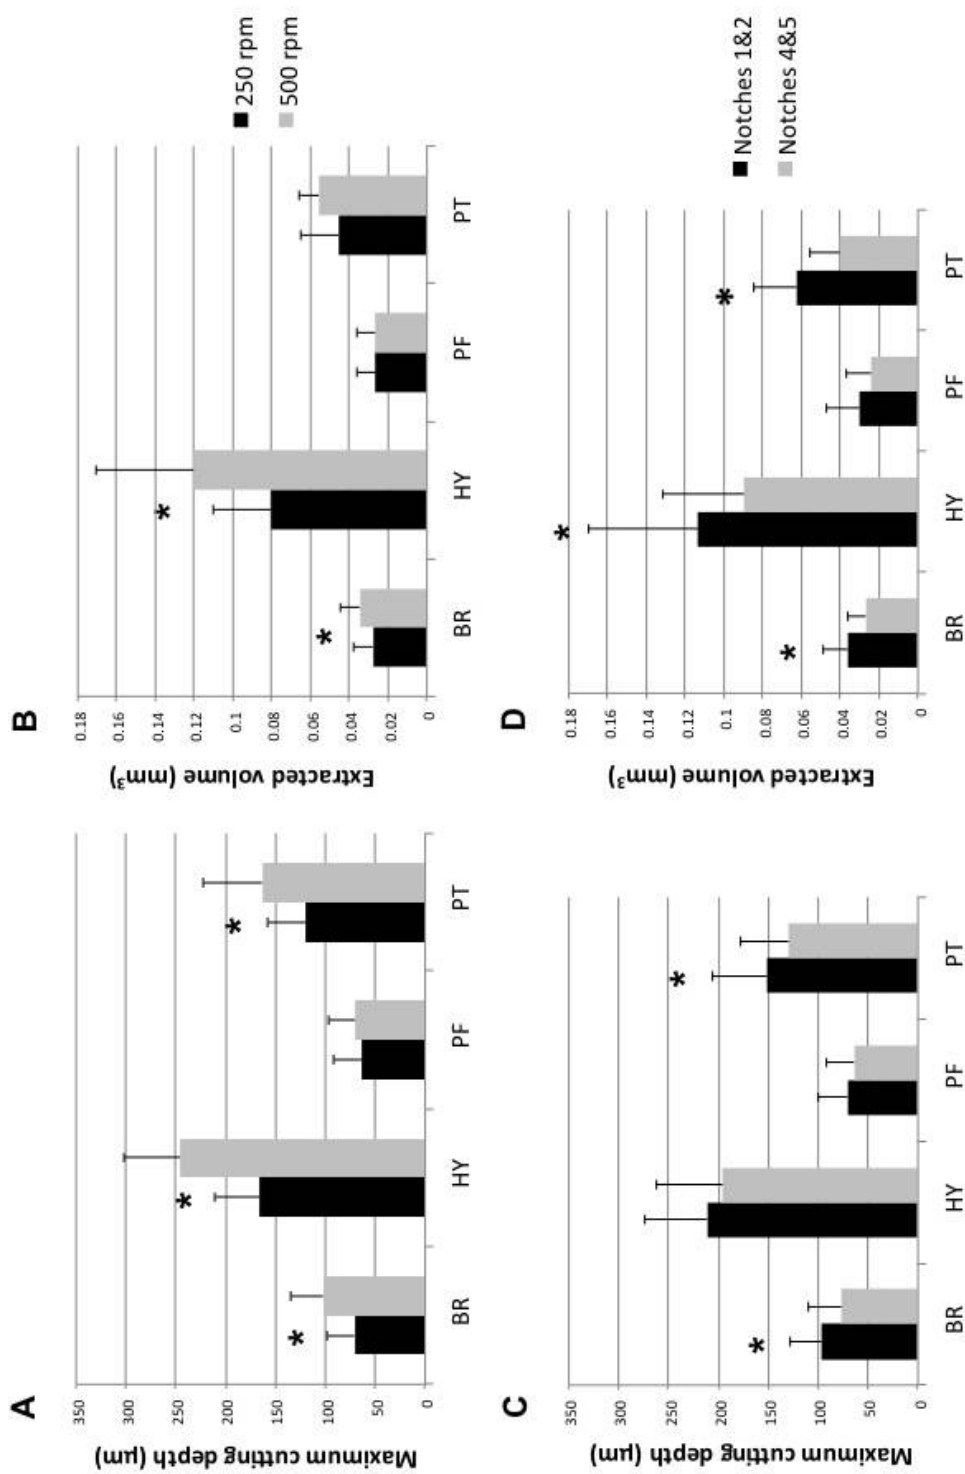 A
Maximum cutting depth (µm)
350
300
250
200
150
100
50
0
*
*
*
BR
HY
PF
PT
B
Extracted volume (mm³)
0.18
0.16
0.14
0.12
0.1
0.08
0.06
0.04
0.02
0
*
*
BR
HY
PF
PT
250 rpm
500 rpm
C
Maximum cutting depth (µm)
350
300
250
200
150
100
50
0
*
*
BR
HY
PF
PT
D
Extracted volume (mm³)
0.18
0.16
0.14
0.12
0.1
0.08
0.06
0.04
0.02
0
*
*
*
BR
HY
PF
PT
Notches 1&2
Notches 4&5